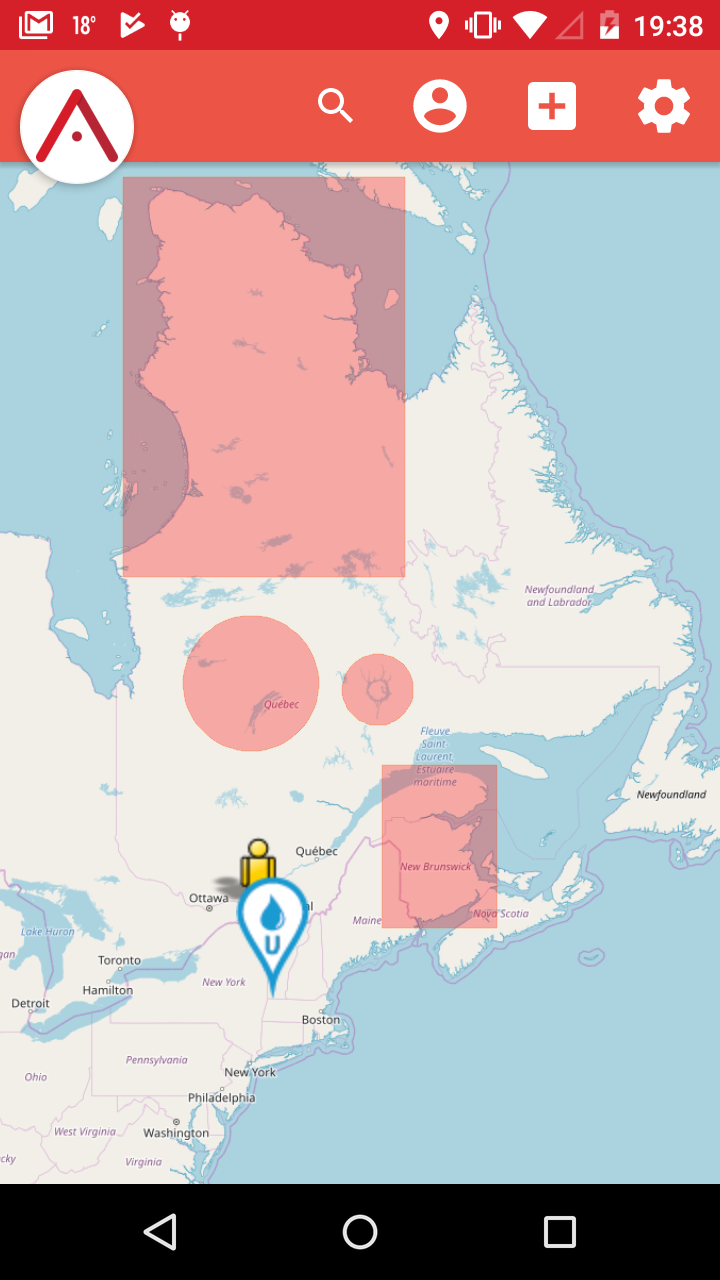 18°
19:38
Newfoundland
and Labrador
Québec
Fleuve
Saint-
Laurent,
Estuaire
maritime
Newfoundland
Québec
New Brunswick
Ottawa
al
Nova Scotia
Maine
Lake Huron
gan
Toronto
New York
Hamilton
Detroit
Boston
Pennsylvania
New York
Ohio
Philadelphia
West Virginia
Washington
cky
Virginia
U